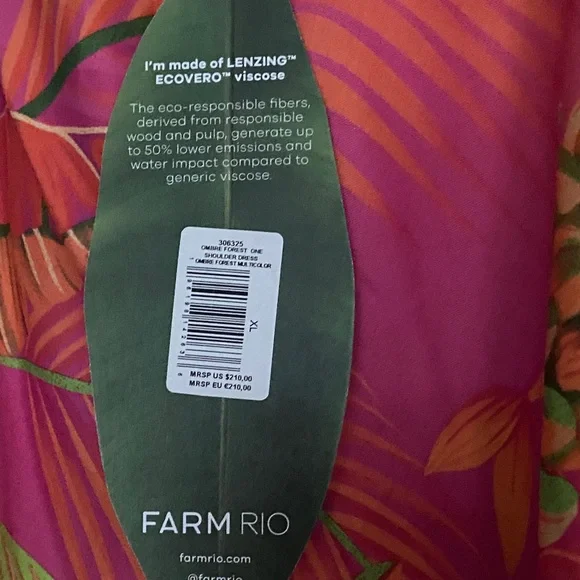 I'm made of LENZING™
ECOVERO™ viscose
The eco-responsible fibers,
derived from responsible
wood and pulp, generate up
to 50% lower emissions and
water impact compared to
generic viscose.
306325
OMBRE FOREST ONE
SHOULDER DRESS
OMBRE FOREST MULTICOLOR
XL
MRSP US $210,00
MRSP EU €210,00
FARM RIO
farmrio.com
@farmrio